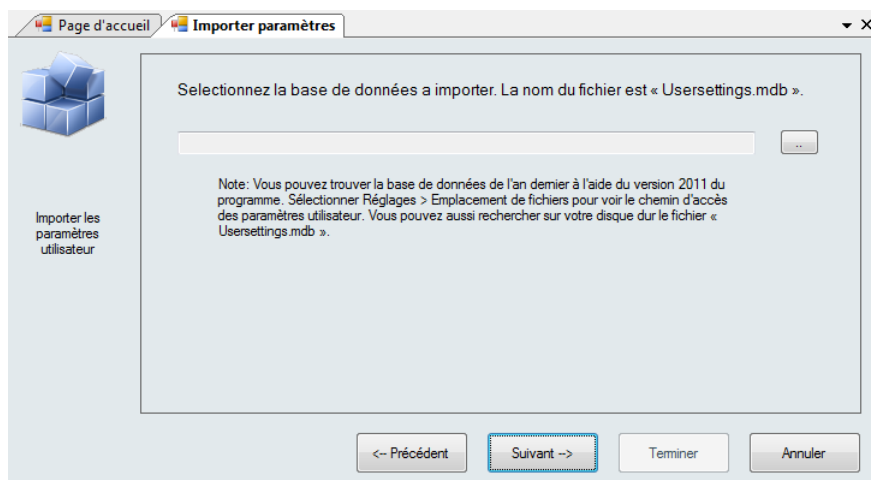 Page d'accueil
Importer paramètres
Selectionnez la base de données a importer. La nom du fichier est « Usersettings.mdb ».
..
Note: Vous pouvez trouver la base de données de l'an dernier à l'aide du version 2011 du
programme. Sélectionner Réglages > Emplacement de fichiers pour voir le chemin d'accès
des paramètres utilisateur. Vous pouvez aussi rechercher sur votre disque dur le fichier «
Usersettings.mdb ».
Importer les
paramètres
utilisateur
<-- Précédent
Suivant -->
Terminer
Annuler